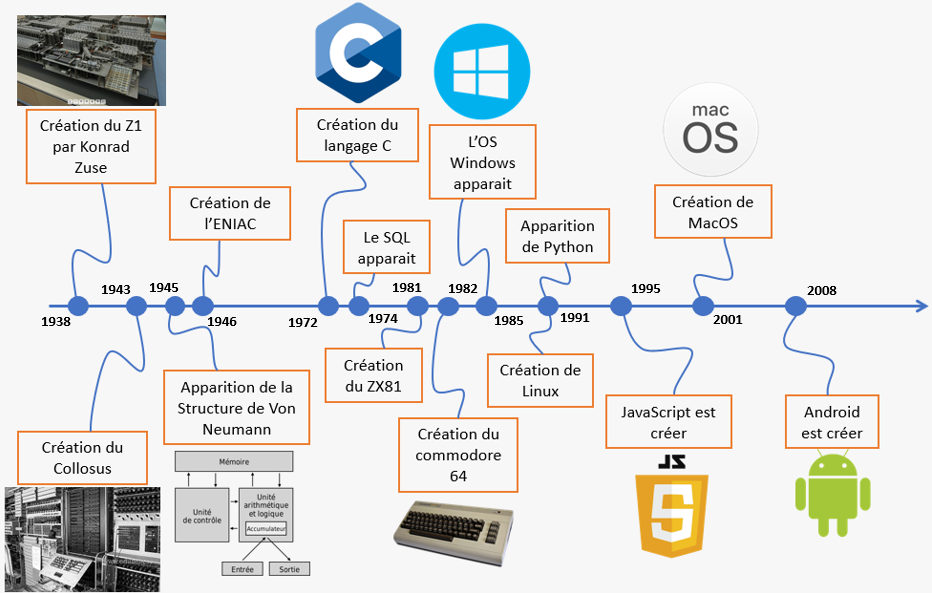 Création du Z1
par Konrad
Zuse
Création de
l'ENIAC
C
Création du
langage C
Le SQL
apparait
L'OS
Windows
apparait
Apparition
de Python
mac
OS
Création de
MacOS
1938
1943
1945
1946
1972
1974
1981
1982
1985
1991
1995
2001
2008
Création du
Collosus
Apparition de la
Structure de Von
Neumann
Mémoire
Unité
de contrôle
Unité
arithmétique
et logique
Accumulateur
Entrée
Sortie
Création
du ZX81
Création du
commodore
64
Création de
Linux
JavaScript est
créer
JS
5
Android
est créer